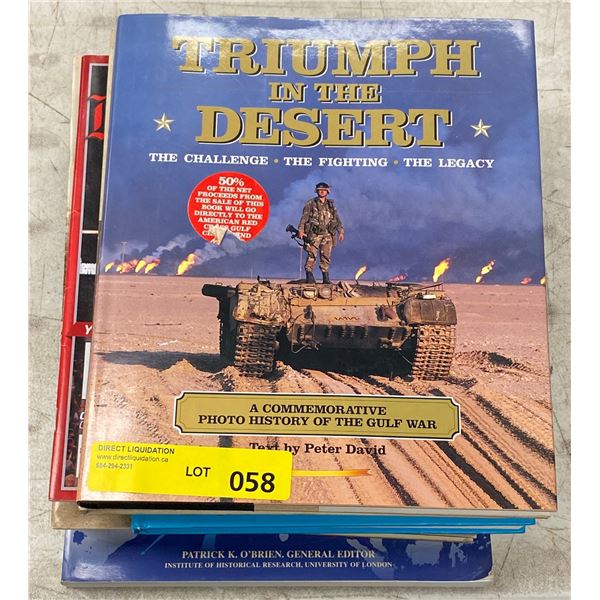 TRIUMPH
IN THE
DESERT
THE CHALLENGE • THE FIGHTING • THE LEGACY
50%
OF THE NET
PROCEEDS FROM
THE SALE OF THIS
BOOK WILL GO
DIRECTLY TO THE
AMERICAN RED
GULF
A COMMEMORATIVE
PHOTO HISTORY OF THE GULF WAR
Text by Peter David
DIRECT LIQUIDATION
www.directliquidation.ca
604-204-2331
LOT 058
PATRICK K. O'BRIEN, GENERAL EDITOR
INSTITUTE OF HISTORICAL RESEARCH, UNIVERSITY OF LONDON